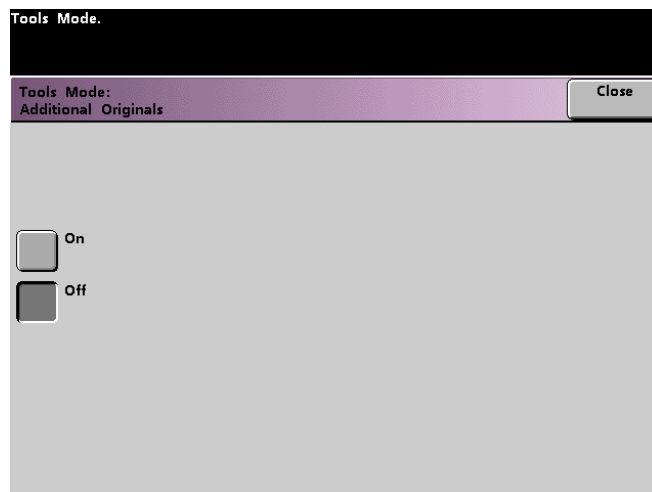 Tools Mode.
Tools Mode:
Additional Originals
Close
On
Off